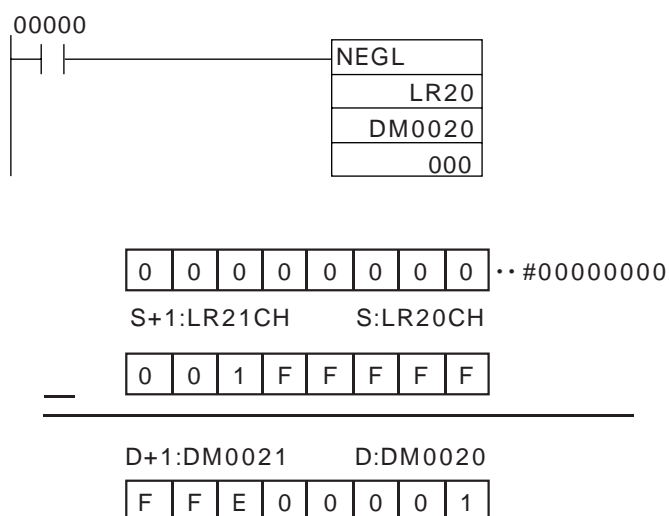 00000
NEGL
LR20
DM0020
000
0 0 0 0 0 0 0 0 ··#00000000
S+1:LR21CH S:LR20CH
0 0 1 F F F F F
D+1:DM0021 D:DM0020
F F E 0 0 0 0 1